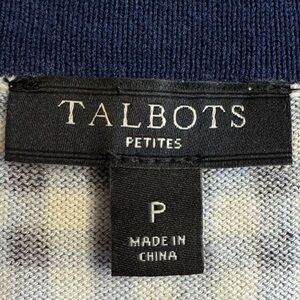 TALBOTS
PETITES
P
MADE IN
CHINA